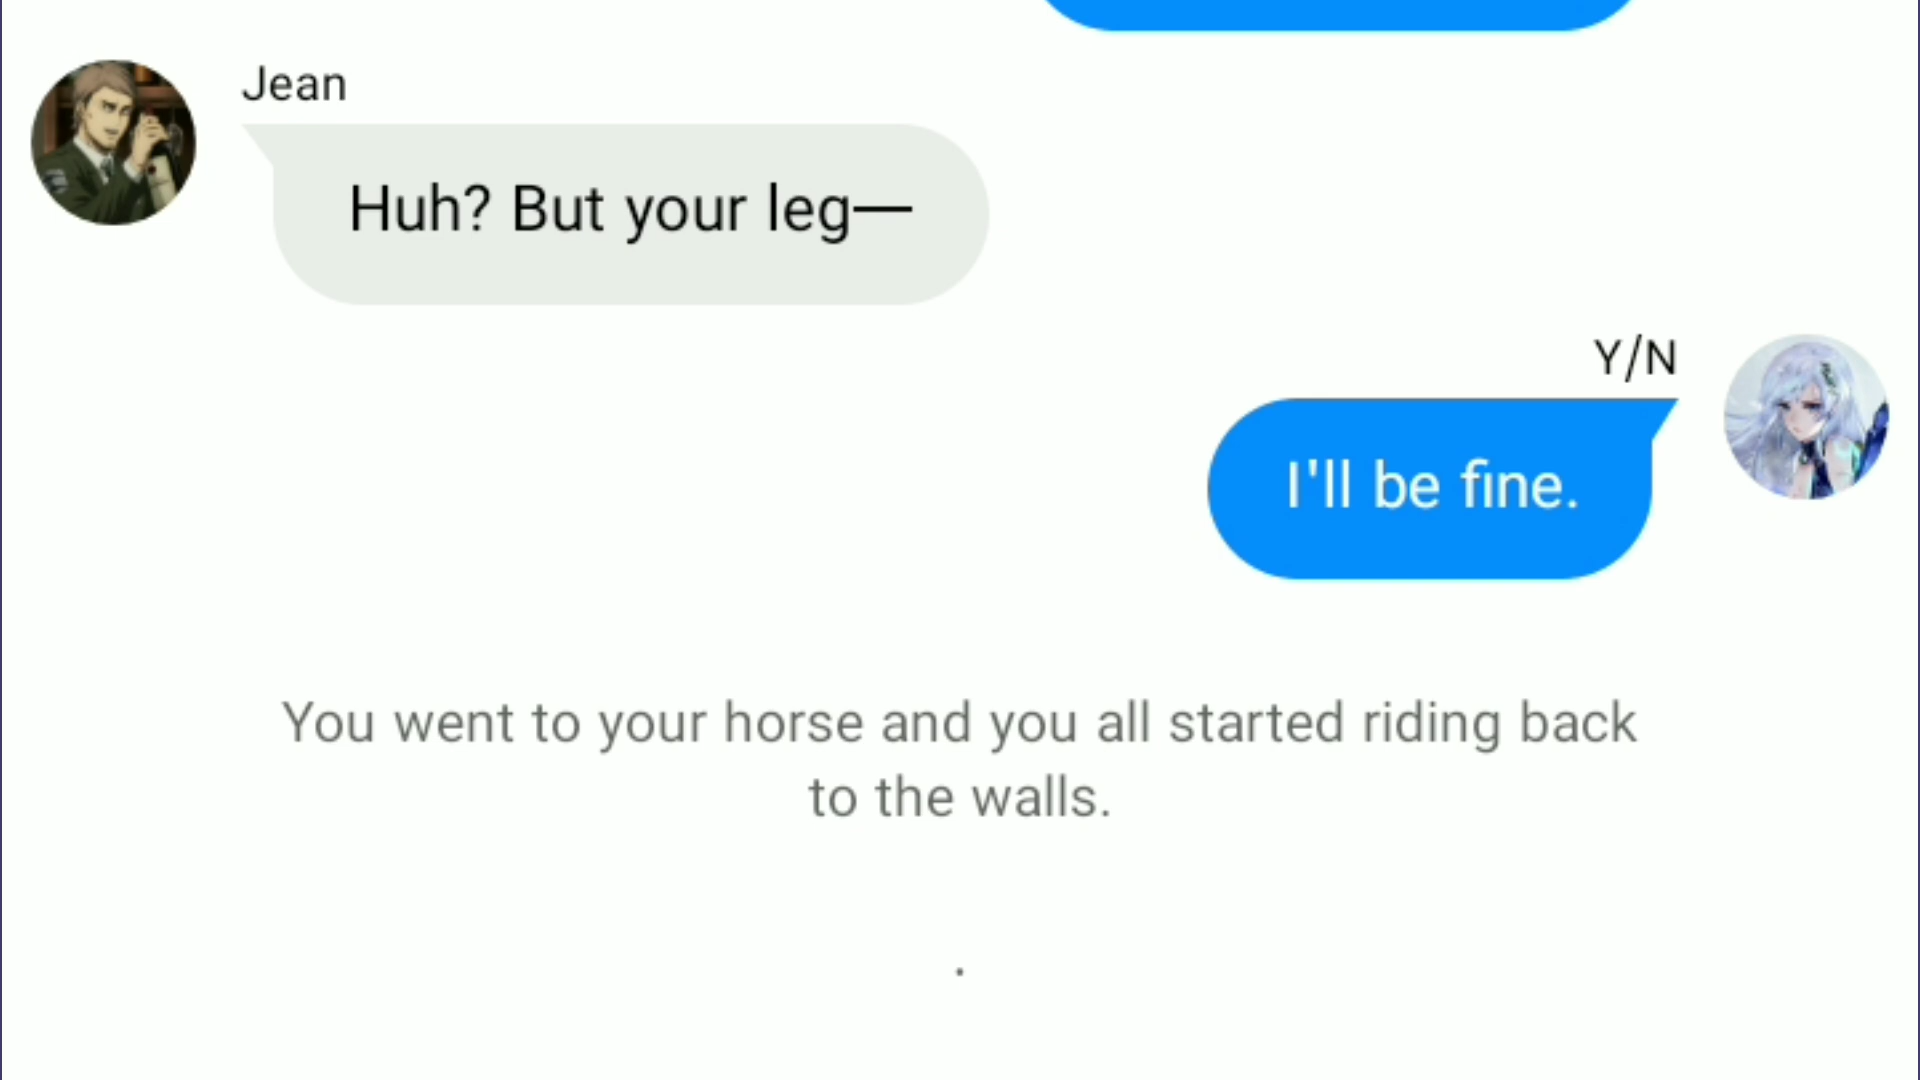 Jean
Huh? But your leg—
Y/N
I'll be fine.
You went to your horse and you all started riding back
to the walls.
.